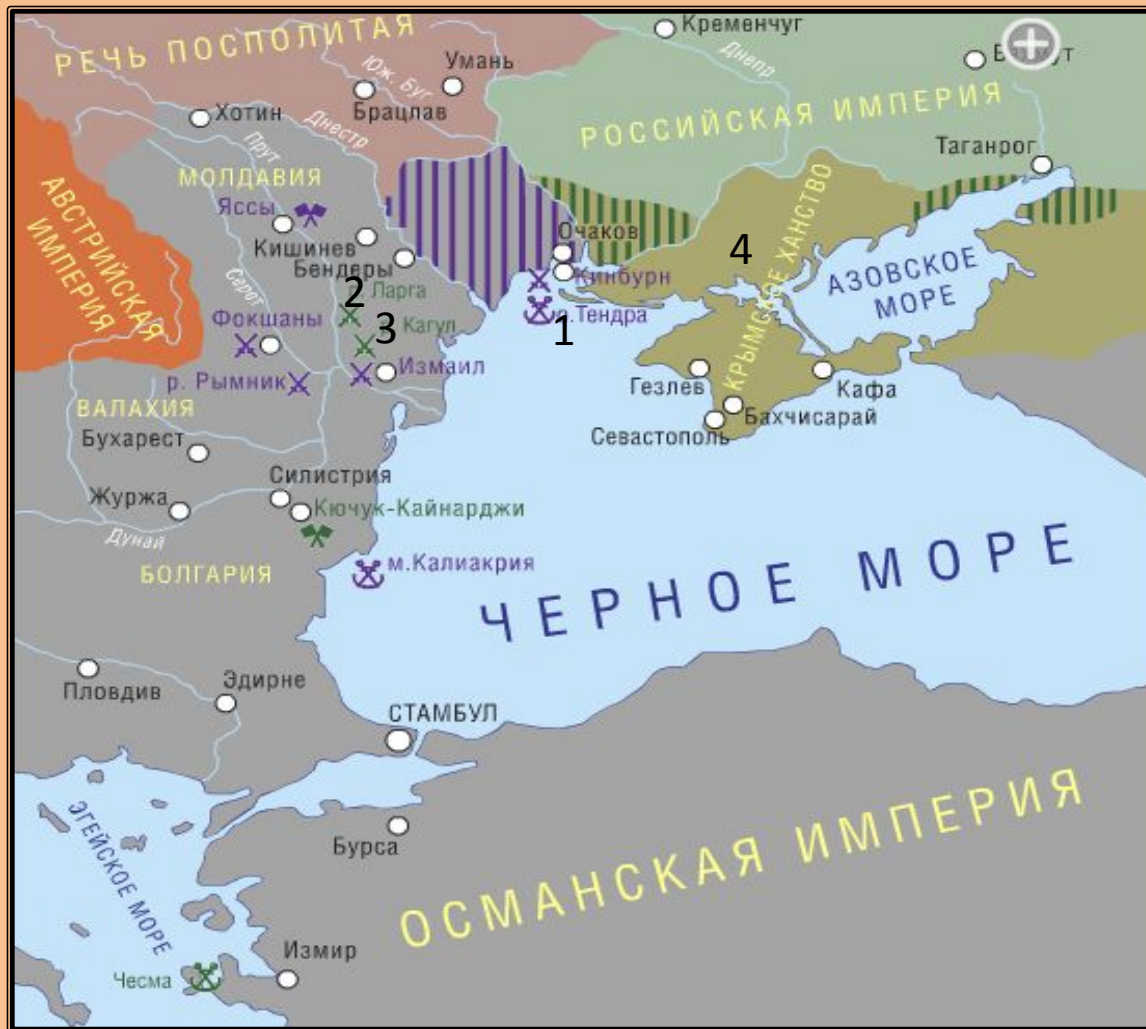 РЕЧЬ ПОСПОЛИТАЯ
Кременчуг
Днепр
Умань
Юж. Буг
Брацлав
Хотин
Днестр
РОССИЙСКАЯ ИМПЕРИЯ
Таганрог
Прут
МОЛДАВИЯ
АВСТРИЙСКАЯ
ИМПЕРИЯ
Яссы
Кишинев
Бендеры
Очаков
Кинбурн
4
КРЫМСКОЕ ХАНСТВО
АЗОВСКОЕ
МОРЕ
Серет
2
Ларга
о.Тендра
1
Фокшаны
3
Кагул
р. Рымник
Измаил
Гезлев
Кафа
Бахчисарай
Севастополь
ВАЛАХИЯ
Бухарест
Силистрия
Журжа
Кючук-Кайнарджи
Дунай
БОЛГАРИЯ
м.Калиакрия
ЧЕРНОЕ МОРЕ
Пловдив
Эдирне
СТАМБУЛ
Бурса
ЭГЕЙСКОЕ МОРЕ
ОСМАНСКАЯ ИМПЕРИЯ
Измир
Чесма